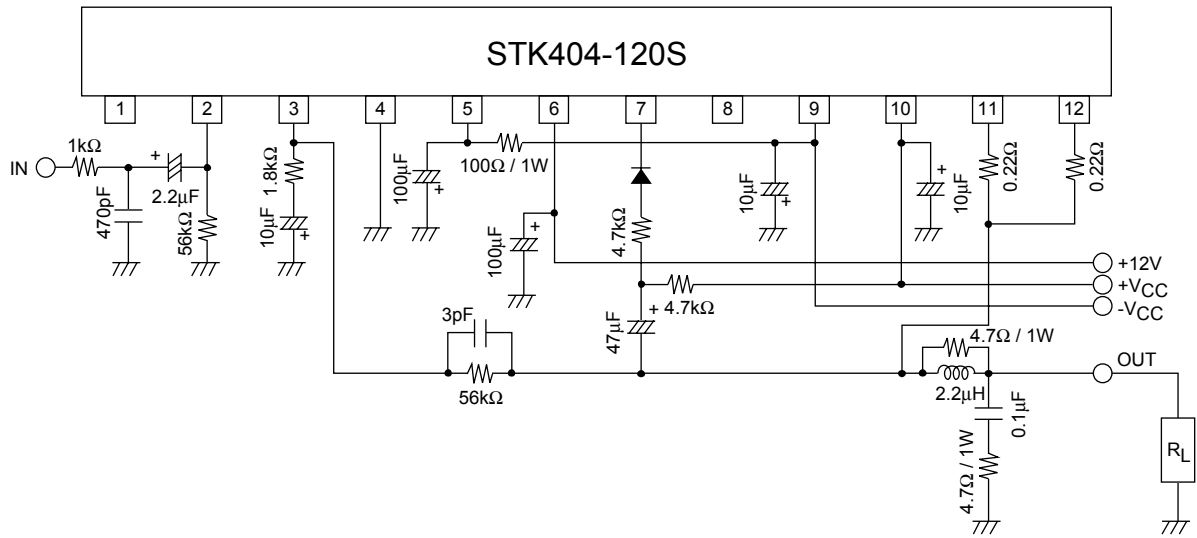 STK404-120S
1
2
3
4
5
6
7
8
9
10
11
12
IN
1kΩ
470pF
+
2.2µF
56kΩ
1.8kΩ
10µF
+
100µF
+
100Ω / 1W
100µF
+
4.7kΩ
10µF
+
+
10µF
0.22Ω
0.22Ω
+12V
+VCC
-VCC
4.7kΩ
+
47µF
3pF
56kΩ
4.7Ω / 1W
2.2µH
OUT
0.1µF
4.7Ω / 1W
RL